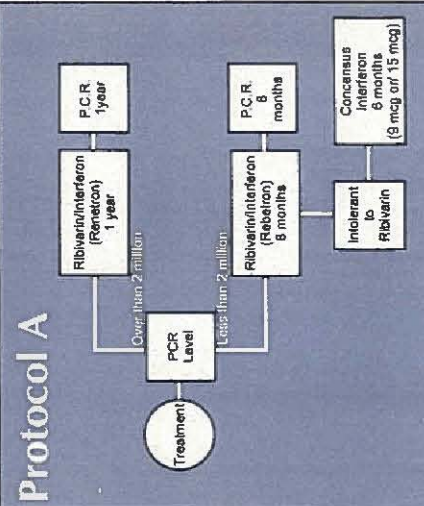 Protocol A
Treatment
PCR
Level
Over than 2 million
Ribivarin/Interferon
(Renetron)
1 year
P.C.R.
1year
Less than 2 million
Ribivarin/Interferon
(Rebetron)
6 months
P.C.R.
6
months
Intolerant
to
Ribivarin
Concensus
Interferon
6 months
(9 mcg or/ 15 mcg)